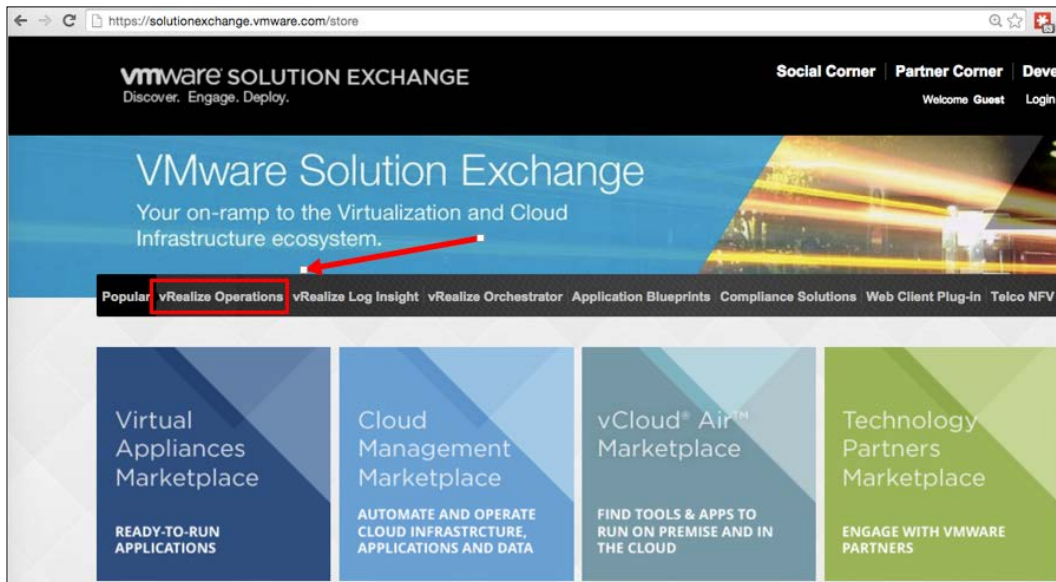 https://solutionexchange.vmware.com/store
vmware SOLUTION EXCHANGE
Discover. Engage. Deploy.
Social Corner Partner Corner Deve
Welcome Guest Login
VMware Solution Exchange
Your on-ramp to the Virtualization and Cloud
Infrastructure ecosystem.
Popular vRealize Operations vRealize Log Insight vRealize Orchestrator Application Blueprints Compliance Solutions Web Client Plug-in Telco NFV
Virtual
Appliances
Marketplace
READY-TO-RUN
APPLICATIONS
Cloud
Management
Marketplace
AUTOMATE AND OPERATE
CLOUD INFRASTRCTURE,
APPLICATIONS AND DATA
vCloud® Air™
Marketplace
FIND TOOLS & APPS TO
RUN ON PREMISE AND IN
THE CLOUD
Technology
Partners
Marketplace
ENGAGE WITH VMWARE
PARTNERS